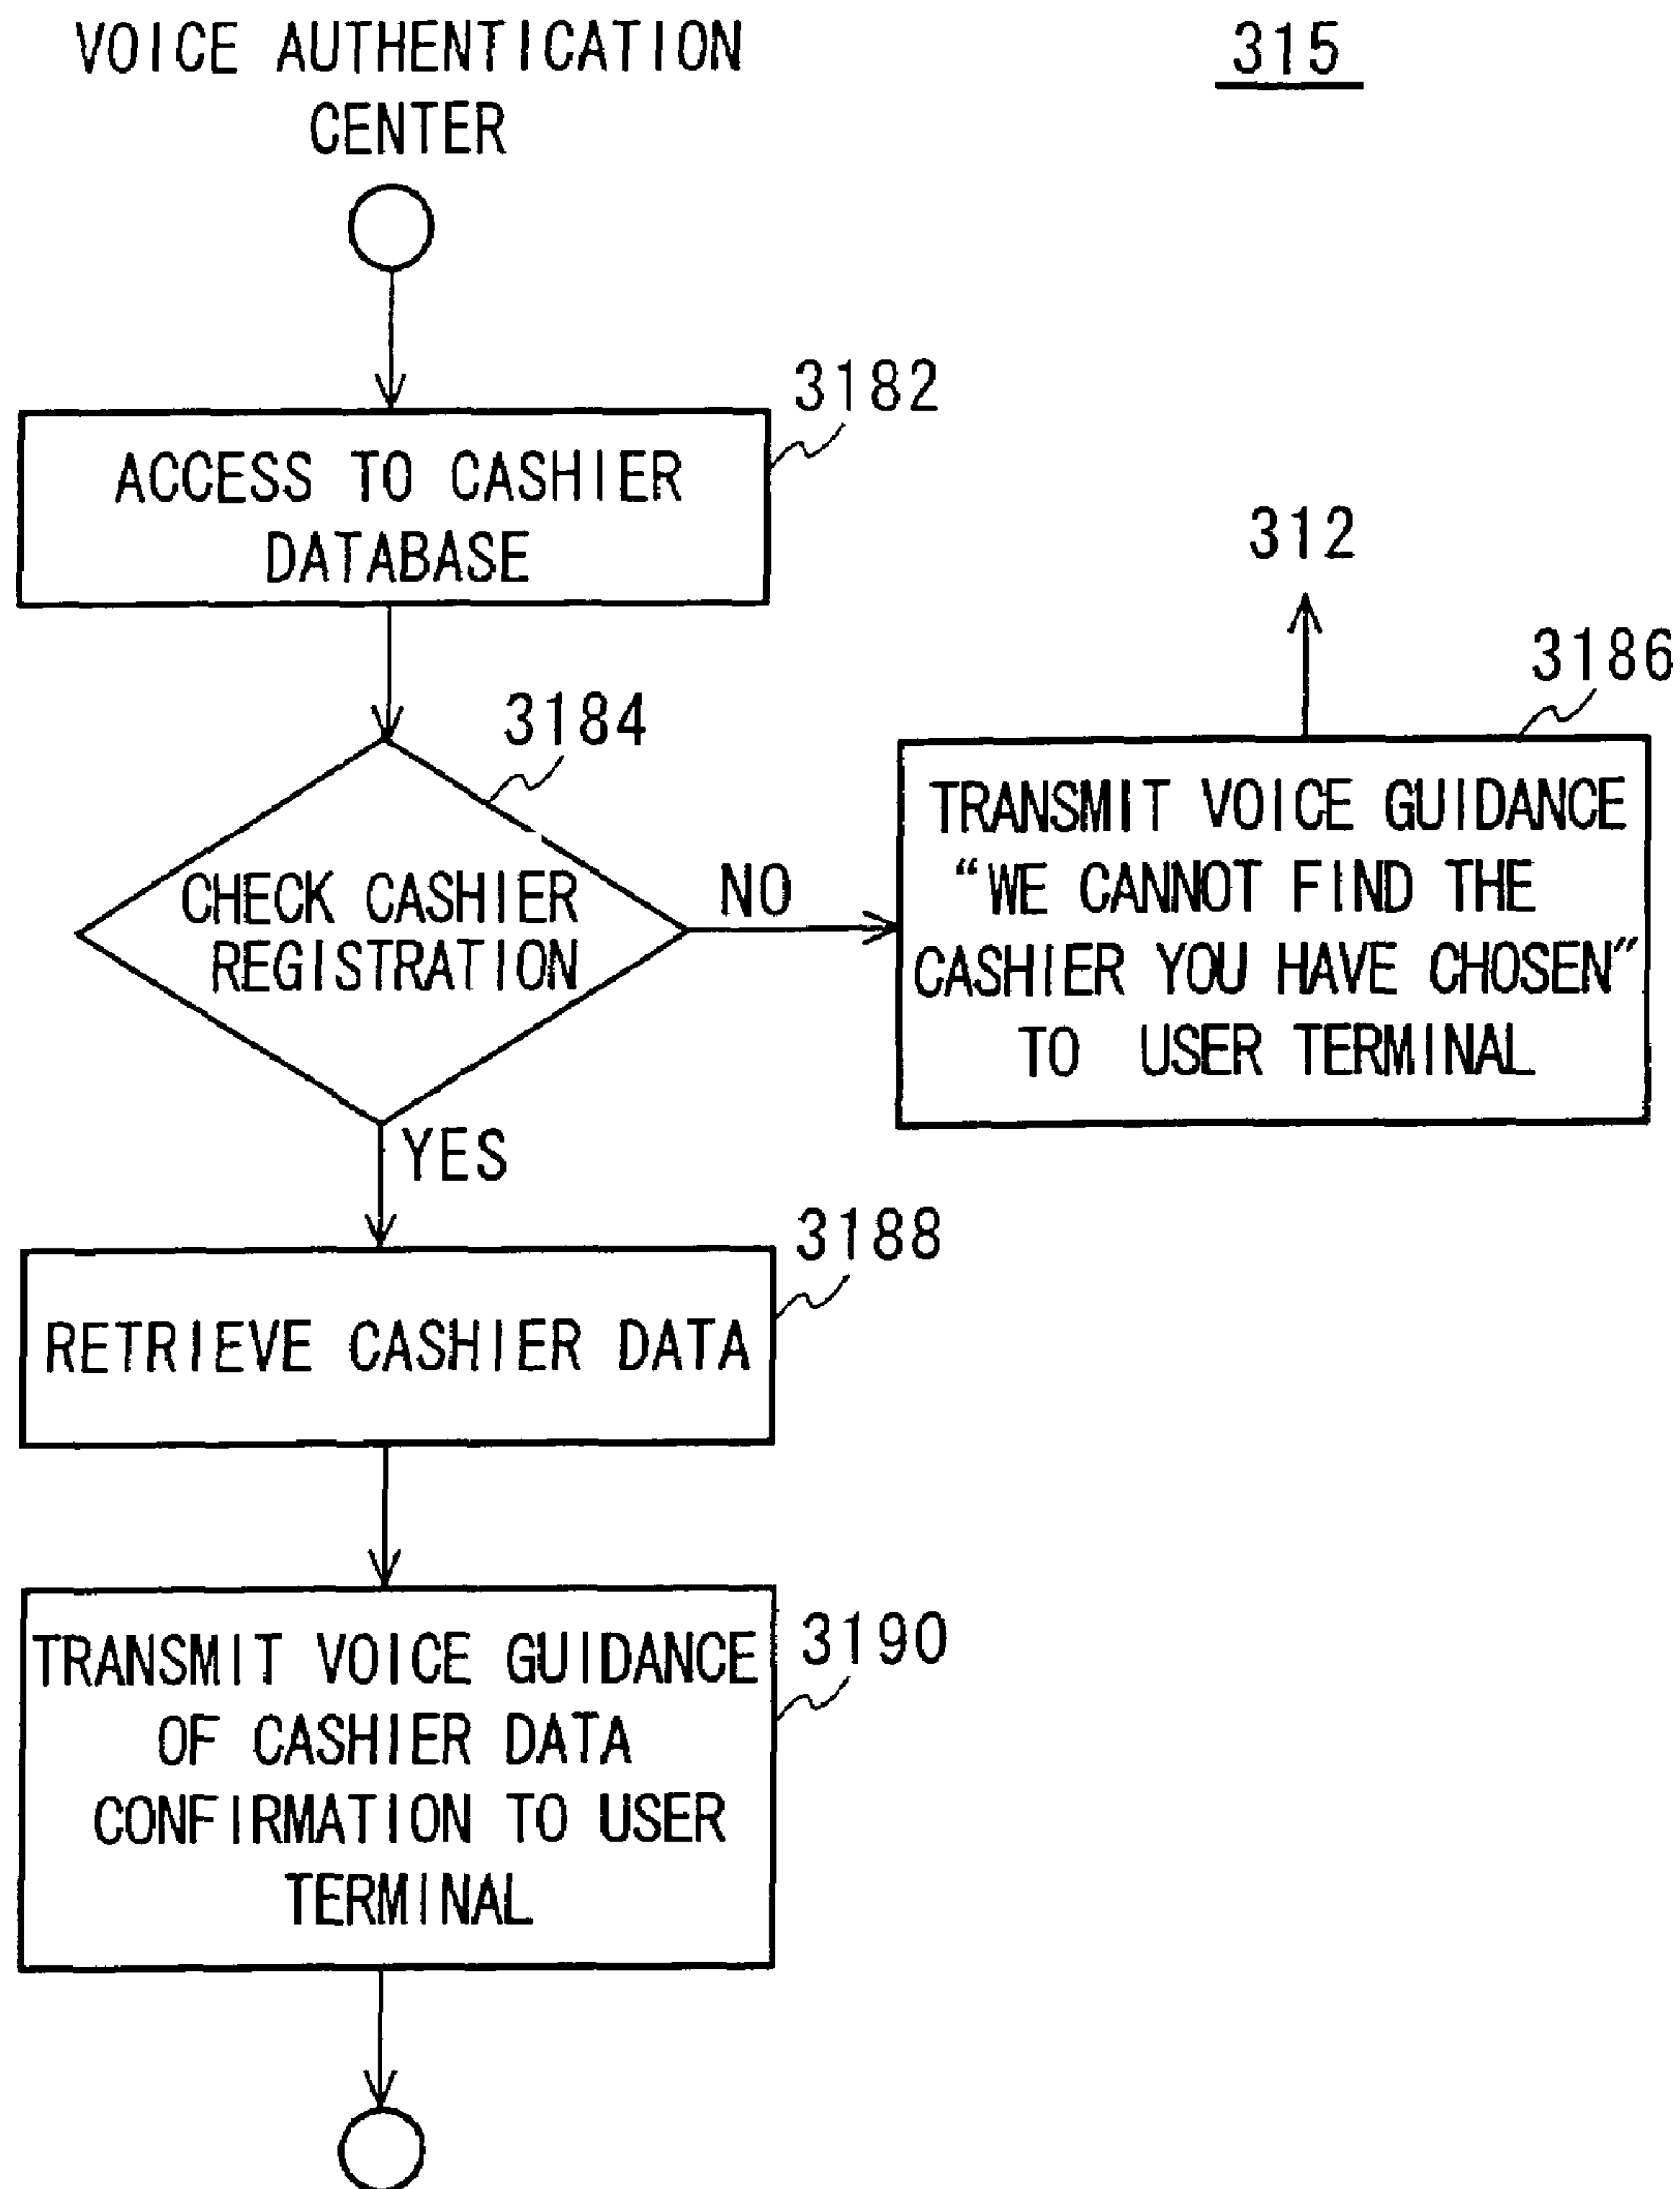 VOICE AUTHENTICATION
CENTER
315
3182
ACCESS TO CASHIER
DATABASE
312
3184
3186
CHECK CASHIER
REGISTRATION
NO
TRANSMIT VOICE GUIDANCE
“WE CANNOT FIND THE
CASHIER YOU HAVE CHOSEN”
TO USER TERMINAL
YES
3188
RETRIEVE CASHIER DATA
3190
TRANSMIT VOICE GUIDANCE
OF CASHIER DATA
CONFIRMATION TO USER
TERMINAL